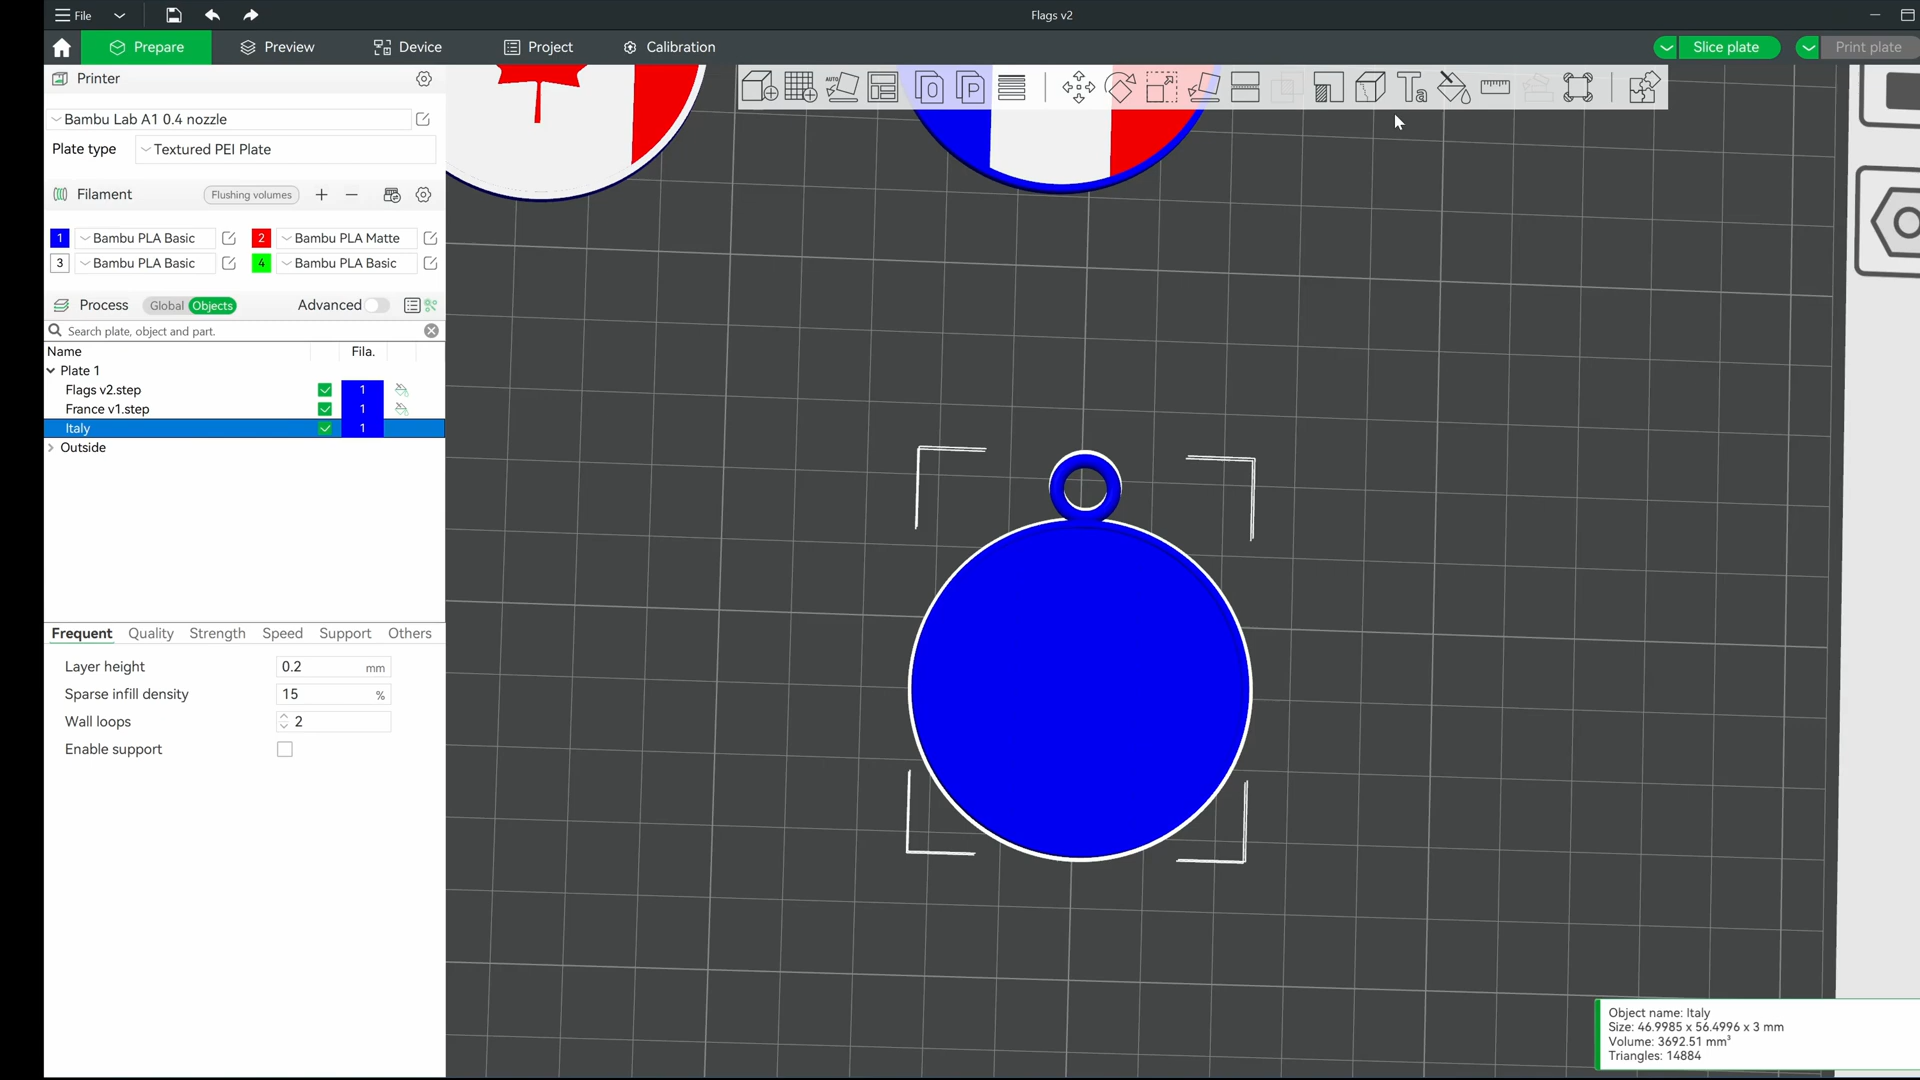 File
Flags v2
Prepare
Preview
Device
Project
Calibration
Slice plate
Print plate
Printer
AUTO
O
P
Ta
Bambu Lab A1 0.4 nozzle
Plate type
Textured PEI Plate
Filament
Flushing volumes
1 Bambu PLA Basic
2 Bambu PLA Matte
3 Bambu PLA Basic
4 Bambu PLA Basic
Process
Global
Objects
Advanced
Search plate, object and part.
Name Fila.
Plate 1
Flags v2.step 1
France v1.step 1
Italy 1
Outside
Frequent Quality Strength Speed Support Others
Layer height 0.2 mm
Sparse infill density 15 %
Wall loops 2
Enable support
Object name: Italy
Size: 46.9985 x 56.4996 x 3 mm
Volume: 3692.51 mm³
Triangles: 14884